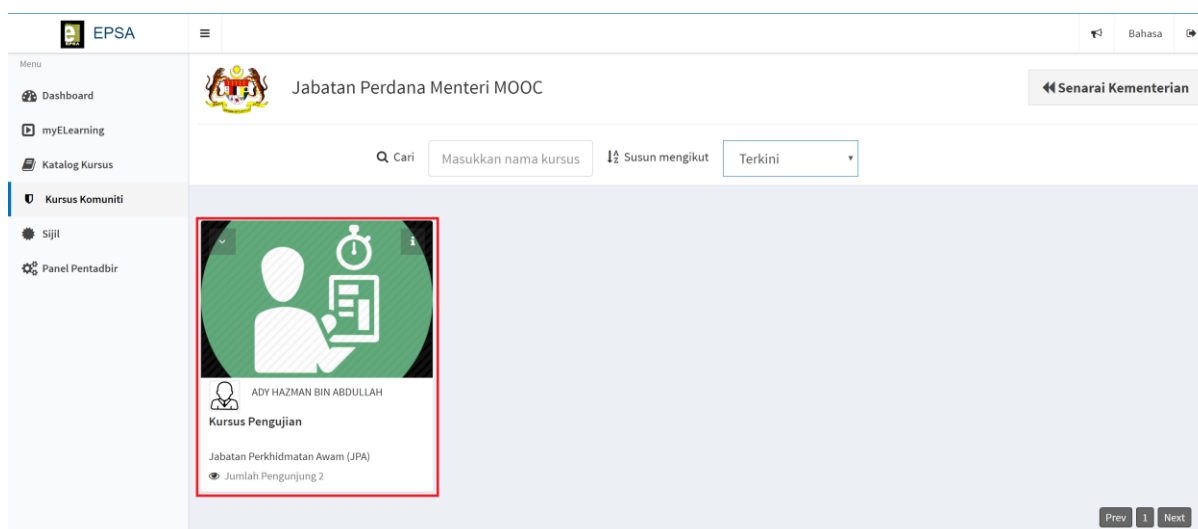 EPSA
Bahasa
Menu
Dashboard
myELearning
Katalog Kursus
Kursus Komuniti
Sijil
Panel Pentadbir
Jabatan Perdana Menteri MOOC
Senarai Kementerian
Cari
Masukkan nama kursus
Susun mengikut
Terkini
ADY HAZMAN BIN ABDULLAH
Kursus Pengujian
Jabatan Perkhidmatan Awam (JPA)
Jumlah Pengunjung 2
Prev 1 Next